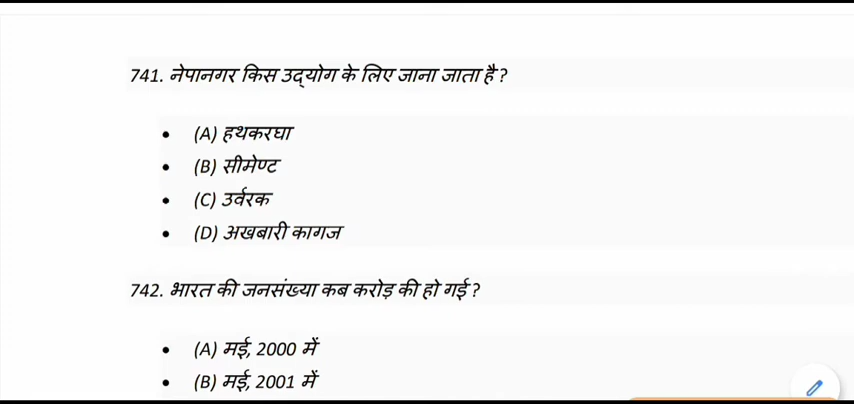 741. नेपानगर किस उद्योग के लिए जाना जाता है?
• (A) हथकरघा
• (B) सीमेण्ट
• (C) उर्वरक
• (D) अखबारी कागज
742. भारत की जनसंख्या कब करोड़ की हो गई?
• (A) मई, 2000 में
• (B) मई, 2001 में